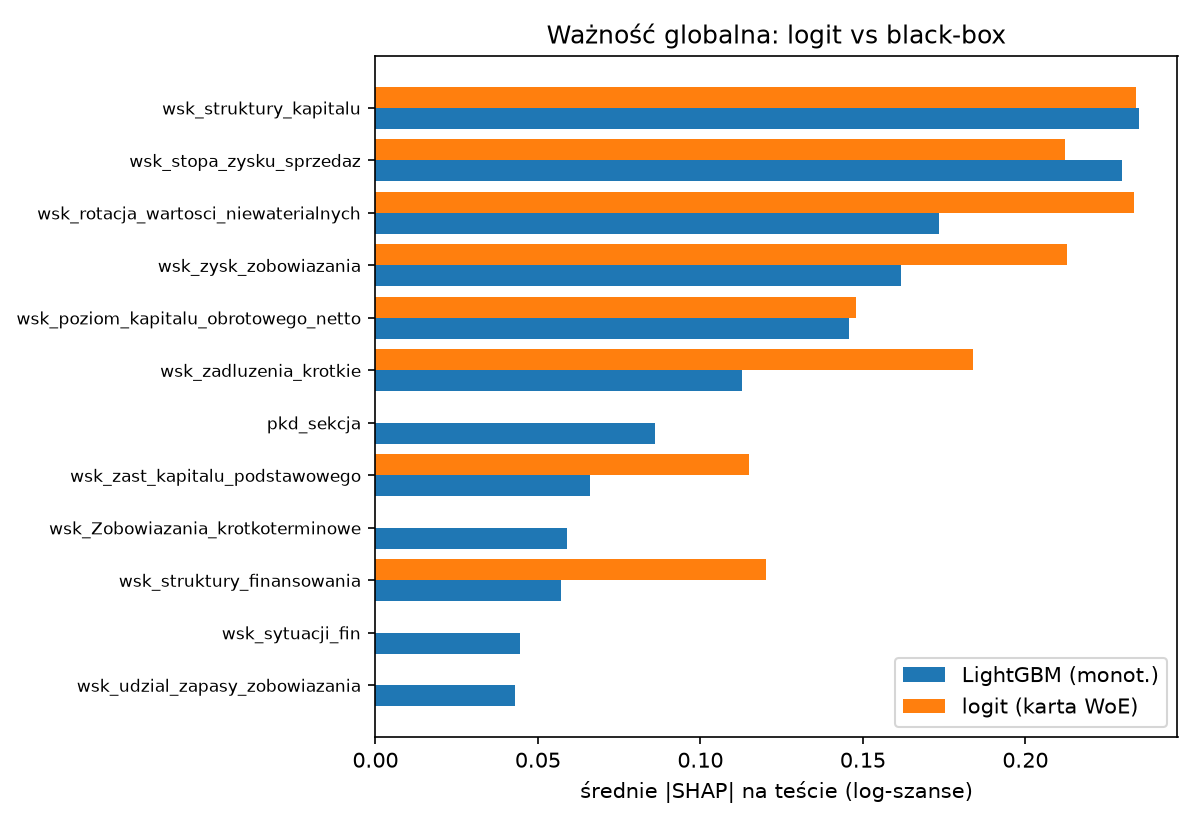 Ważność globalna: logit vs black-box
wsk_struktury_kapitalu
wsk_stopa_zysku_sprzedaz
wsk_rotacja_wartosci_niewaterialnych
wsk_zysk_zobowiazania
wsk_poziom_kapitalu_obrotowego_netto
wsk_zadluzenia_krotkie
pkd_sekcja
wsk_zast_kapitalu_podstawowego
wsk_Zobowiazania_krotkoterminowe
wsk_struktury_finansowania
wsk_sytuacji_fin
wsk_udzial_zapasy_zobowiazania
LightGBM (monot.)
logit (karta WoE)
0.00 0.05 0.10 0.15 0.20
średnie |SHAP| na teście (log-szanse)